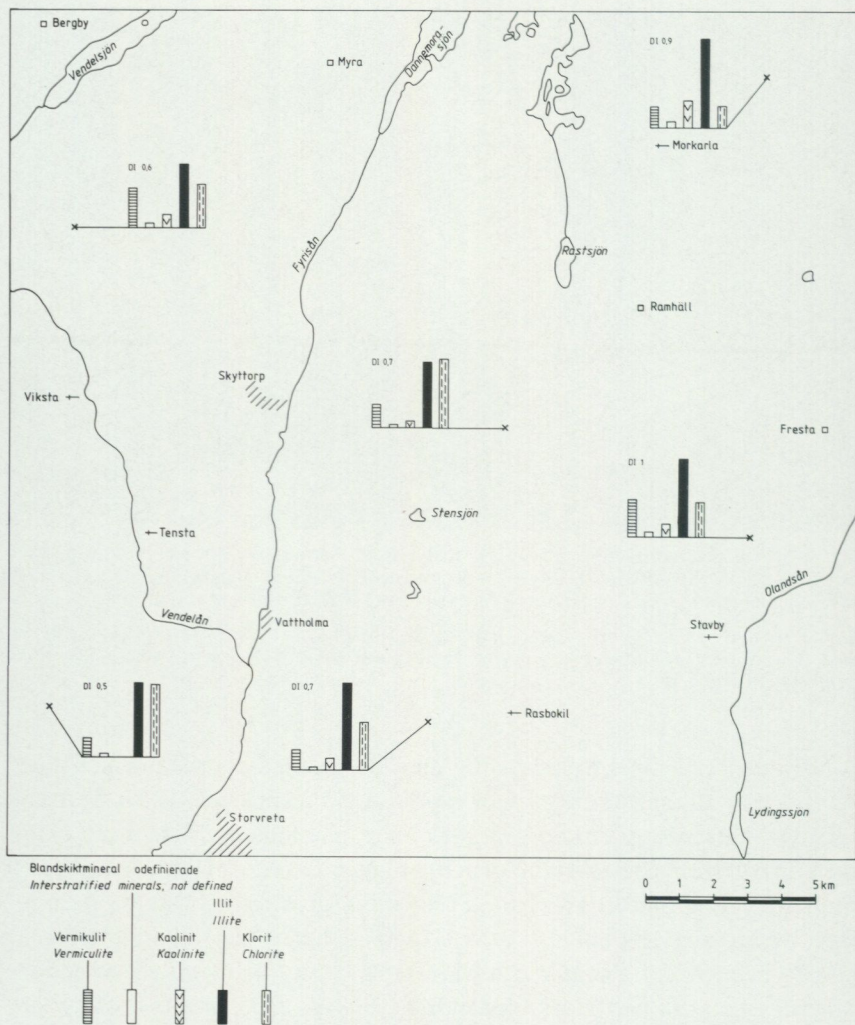 Bergby
Vendelsjön
Myra
Dannemora-
sjön
DI 0,9
Morkarla
DI 0,6
Fyrisån
Rastsjön
Ramhäll
DI 0,7
Skyttorp
Viksta
Fresta
DI 1
Stensjön
Tensta
Olandsån
Vendelån
Vattholma
Stavby
DI 0,5
DI 0,7
Rasbokil
Storvreta
Lydingssjön
Blandskiktmineral odefinierade
Interstratified minerals, not defined
0 1 2 3 4 5 km
Illit
Illite
Vermikulit
Vermiculite
Kaolinit
Kaolinite
Klorit
Chlorite